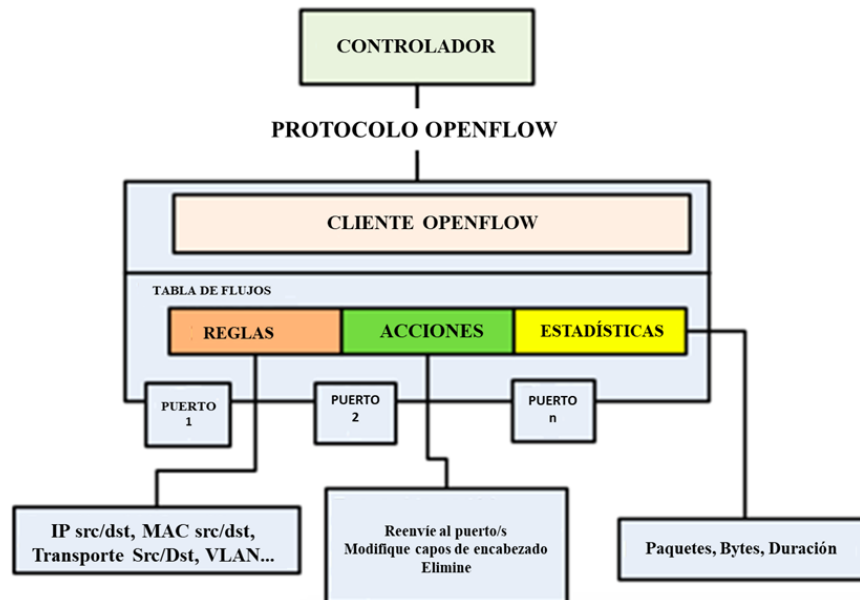 CONTROLADOR
PROTOCOLO OPENFLOW
CLIENTE OPENFLOW
TABLA DE FLUJOS
REGLAS
ACCIONES
ESTADÍSTICAS
PUERTO
1
PUERTO
2
PUERTO
n
IP src/dst, MAC src/dst,
Transporte Src/Dst, VLAN...
Reenvíe al puerto/s
Modifique capos de encabezado
Elimine
Paquetes, Bytes, Duración